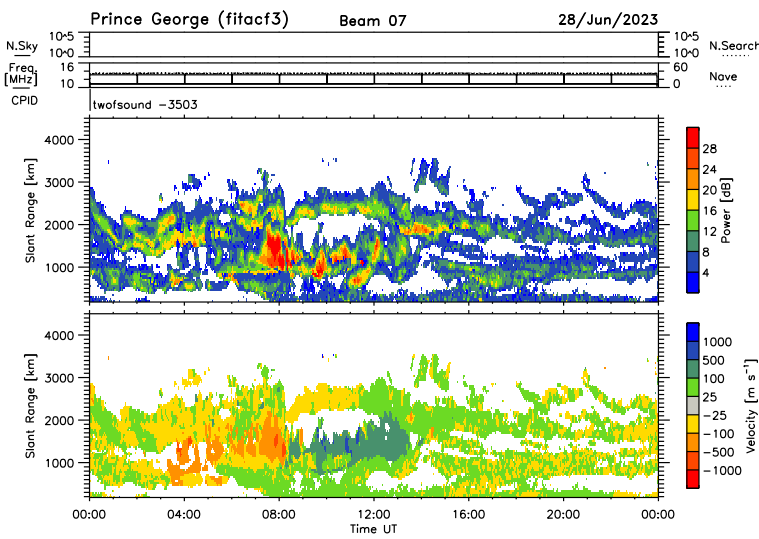 Prince George (fitacf3) Beam 07 28/Jun/2023
N.Sky 10^5 10^0 10^5 10^0 N.Search
Freq. [MHz] 16 10 60 0 Nave
CPID twofsound -3503
Slant Range [km] 4000 3000 2000 1000
28 24 20 16 12 8 4 Power [dB]
Slant Range [km] 4000 3000 2000 1000
1000 500 100 25 -25 -100 -500 -1000 Velocity [m s⁻¹]
00:00 04:00 08:00 12:00 16:00 20:00 00:00
Time UT